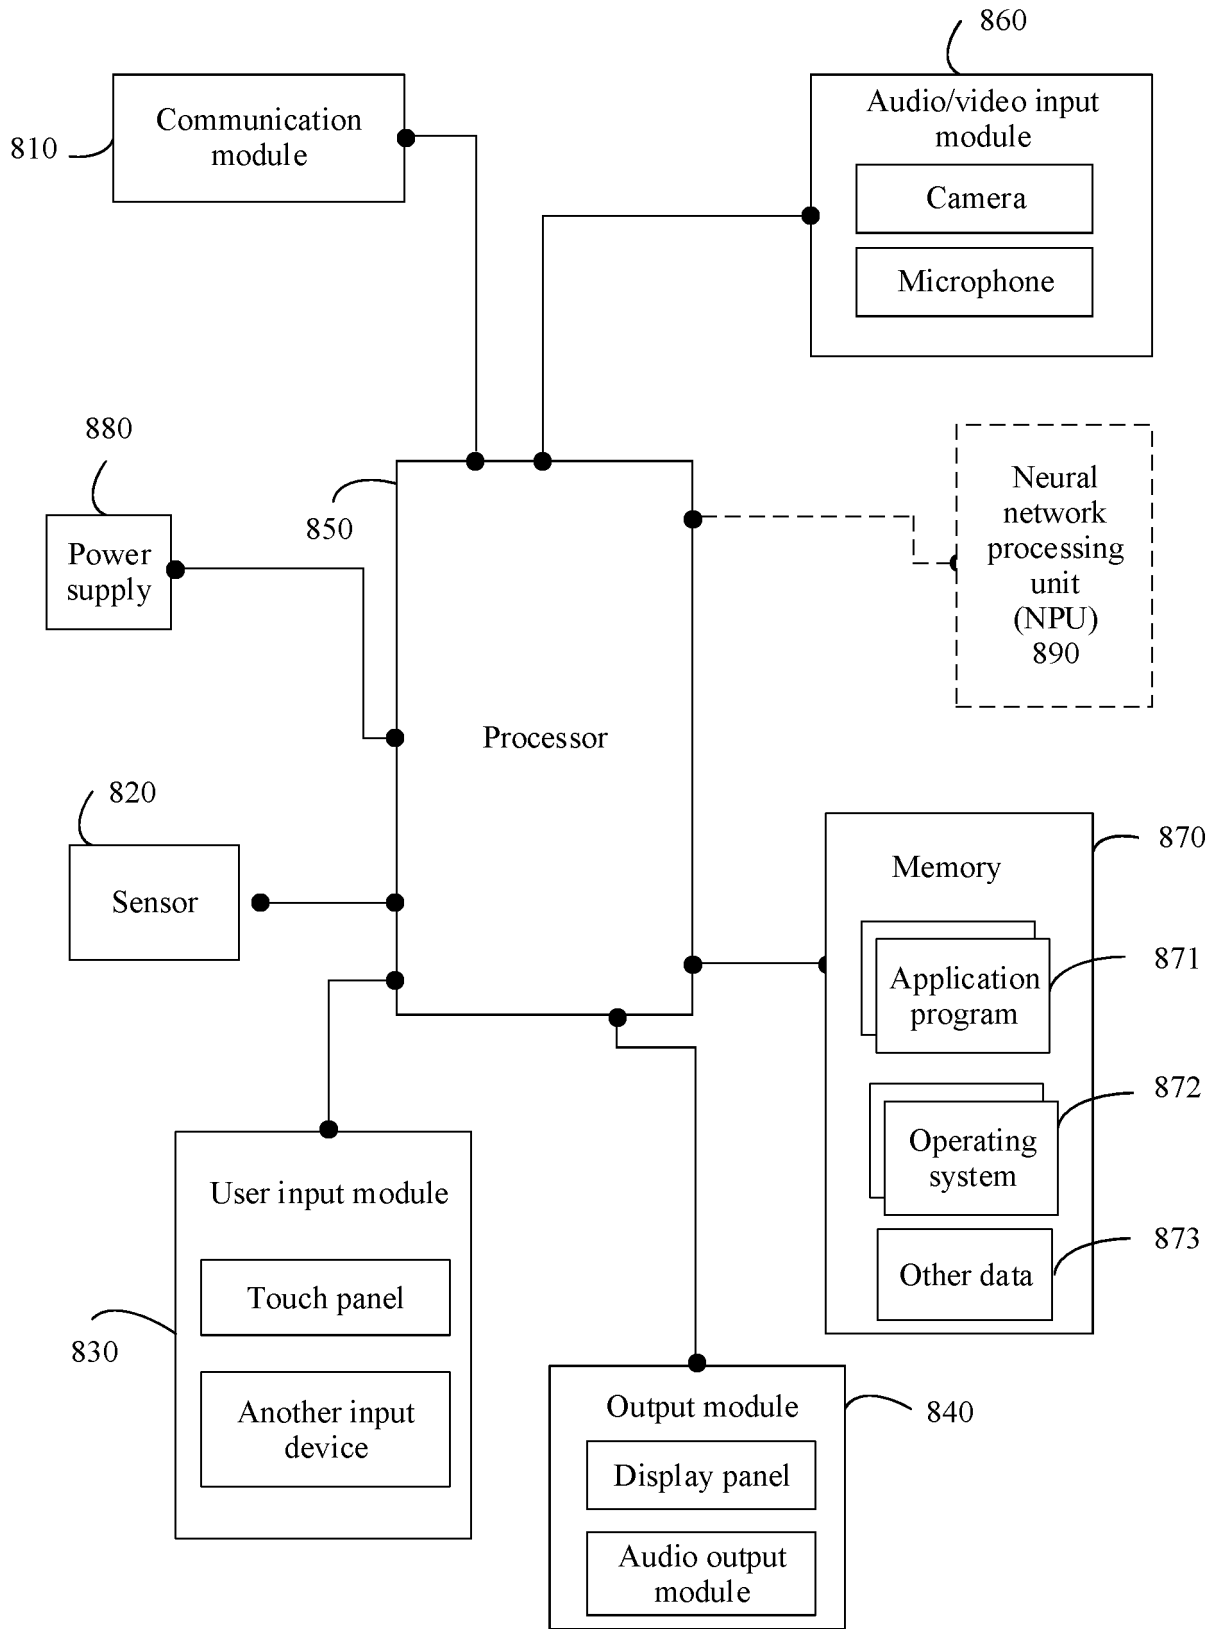 860
Communication
module
810
Audio/video input
module
Camera
Microphone
880
Power
supply
850
Processor
Neural
network
processing
unit
(NPU)
890
820
Sensor
870
Memory
871
Application
program
872
Operating
system
873
Other data
User input module
Touch panel
830
Another input
device
840
Output module
Display panel
Audio output
module